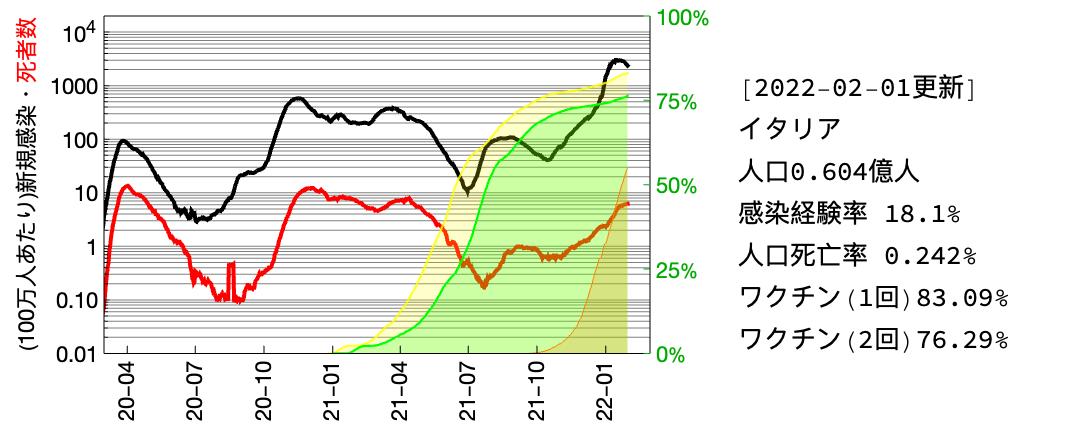 (100万人あたり)新規感染・死者数
10^4
1000
100
10
1
0.10
0.01
100%
75%
50%
25%
0%
20-04
20-07
20-10
21-01
21-04
21-07
21-10
22-01
[2022-02-01更新]
イタリア
人口0.604億人
感染経験率 18.1%
人口死亡率 0.242%
ワクチン(1回)83.09%
ワクチン(2回)76.29%